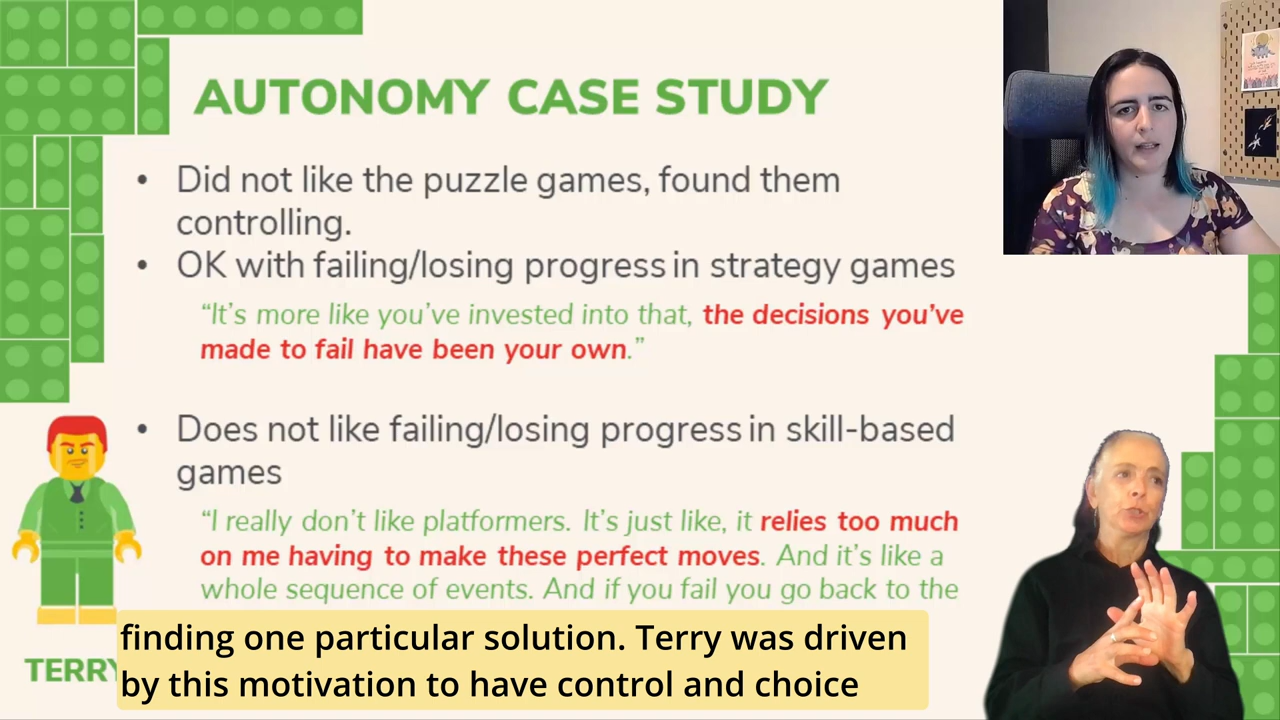 AUTONOMY CASE STUDY
• Did not like the puzzle games, found them
controlling.
• OK with failing/losing progress in strategy games
“It’s more like you’ve invested into that, the decisions you’ve
made to fail have been your own.”
• Does not like failing/losing progress in skill-based
games
“I really don’t like platformers. It’s just like, it relies too much
on me having to make these perfect moves. And it’s like a
whole sequence of events. And if you fail you go back to the
TERRY
finding one particular solution. Terry was driven
by this motivation to have control and choice